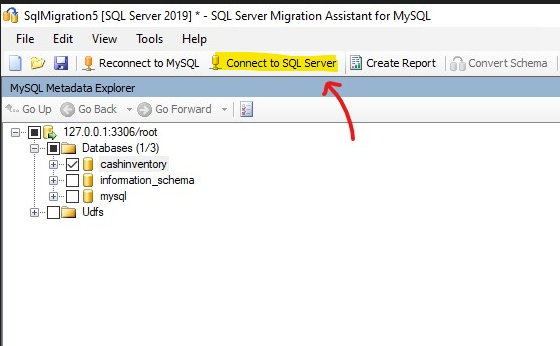 SqlMigration5 [SQL Server 2019] * - SQL Server Migration Assistant for MySQL
File Edit View Tools Help
Reconnect to MySQL Connect to SQL Server Create Report Convert Schema
MySQL Metadata Explorer
Go Up Go Back Go Forward
127.0.0.1:3306/root
Databases (1/3)
cashinventory
information_schema
mysql
Udfs